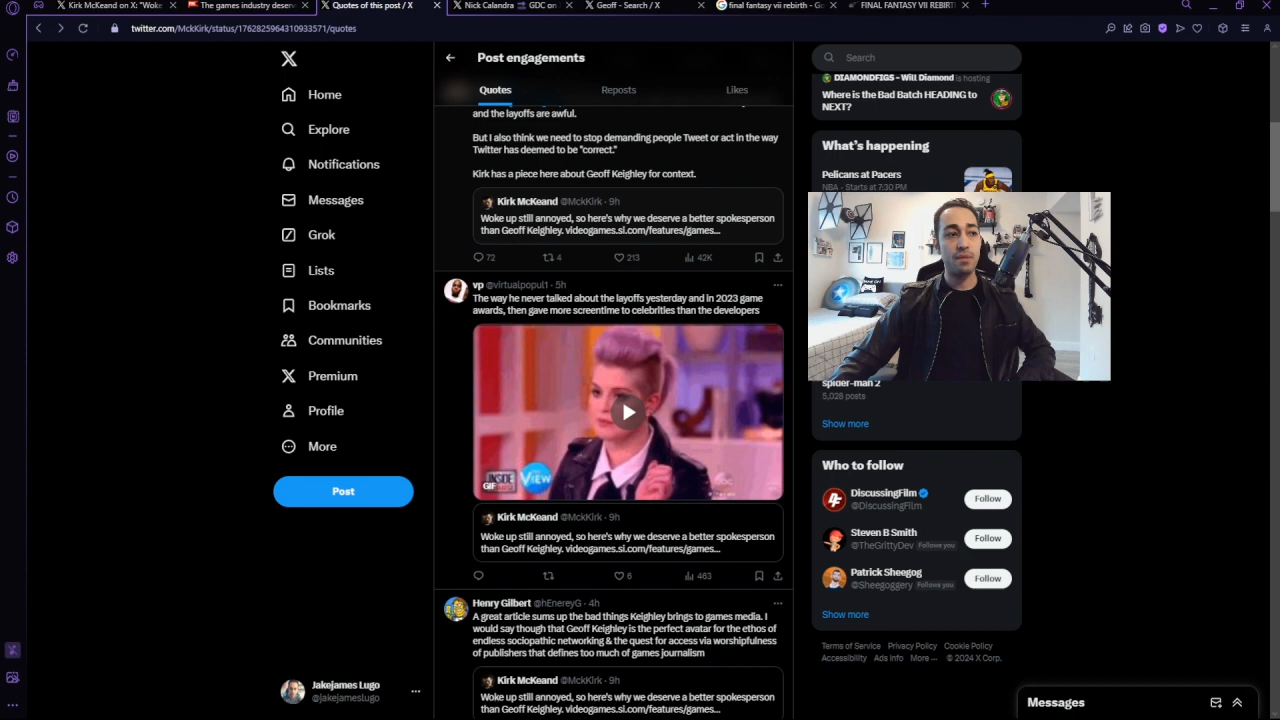 Kirk McKeand on X: "Woke
The games industry deserv
Quotes of this post / X
Nick Calandra
GDC on
Geoff - Search / X
final fantasy vii rebirth - Go
FINAL FANTASY VII REBIRT
twitter.com/MckKirk/status/1762825964310933571/quotes
Home
Explore
Notifications
Messages
Grok
Lists
Bookmarks
Communities
Premium
Profile
More
Post
Jakejames Lugo
@jakejameslugo
Post engagements
Quotes
Reposts
Likes
and the layoffs are awful.
But I also think we need to stop demanding people Tweet or act in the way
Twitter has deemed to be "correct."
Kirk has a piece here about Geoff Keighley for context.
Kirk McKeand @MckKirk · 9h
Woke up still annoyed, so here's why we deserve a better spokesperson
than Geoff Keighley. videogames.si.com/features/games...
72
4
213
42K
vp @virtualpopul1 · 5h
The way he never talked about the layoffs yesterday and in 2023 game
awards, then gave more screentime to celebrities than the developers
INSIDE
GIF
THE VIEW
abc
Kirk McKeand @MckKirk · 9h
Woke up still annoyed, so here's why we deserve a better spokesperson
than Geoff Keighley. videogames.si.com/features/games...
6
463
Henry Gilbert @hEnereyG · 4h
A great article sums up the bad things Keighley brings to games media. I
would say though that Geoff Keighley is the perfect avatar for the ethos of
endless sociopathic networking & the quest for access via worshipfulness
of publishers that defines too much of games journalism
Kirk McKeand @MckKirk · 9h
Woke up still annoyed, so here's why we deserve a better spokesperson
than Geoff Keighley. videogames.si.com/features/games...
Search
DIAMONDFIGS - Will Diamond is hosting
Where is the Bad Batch HEADING to
NEXT?
What's happening
Pelicans at Pacers
NBA · Starts at 7:30 PM
spider-man 2
5,028 posts
Show more
Who to follow
DiscussingFilm
@DiscussingFilm
Follow
Steven B Smith
@TheGrittyDev Follows you
Follow
Patrick Sheegog
@Sheegoggery Follows you
Follow
Show more
Terms of Service Privacy Policy Cookie Policy
Accessibility Ads info More ··· © 2024 X Corp.
Messages